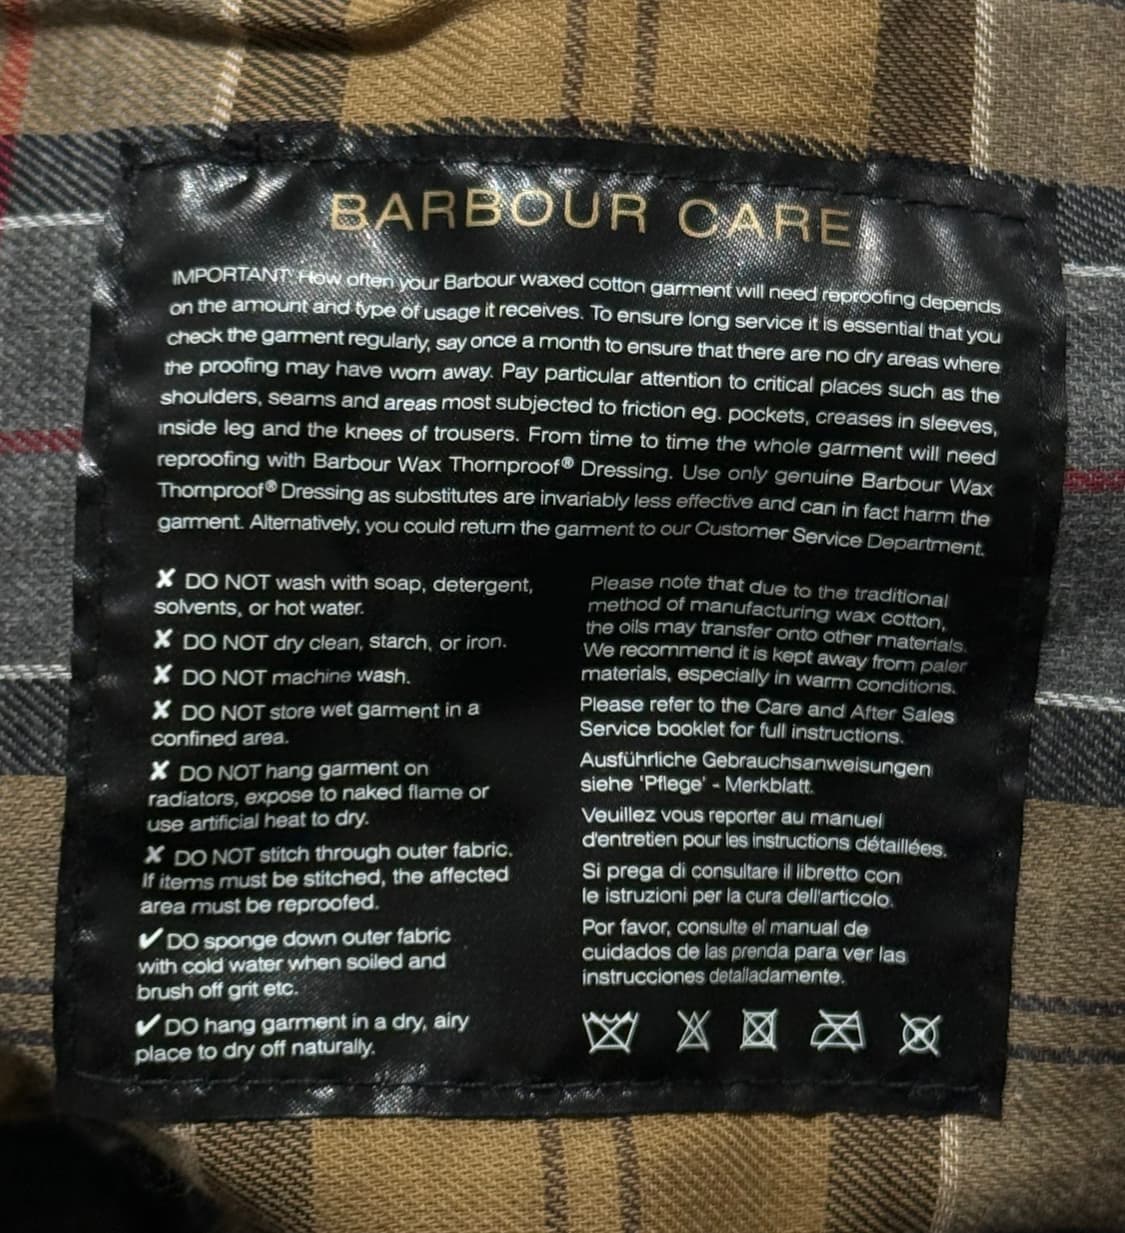 BARBOUR CARE
IMPORTANT: How often your Barbour waxed cotton garment will need reproofing depends
on the amount and type of usage it receives. To ensure long service it is essential that you
check the garment regularly, say once a month to ensure that there are no dry areas where
the proofing may have worn away. Pay particular attention to critical places such as the
shoulders, seams and areas most subjected to friction eg. pockets, creases in sleeves,
inside leg and the knees of trousers. From time to time the whole garment will need
reproofing with Barbour Wax Thornproof® Dressing. Use only genuine Barbour Wax
Thornproof® Dressing as substitutes are invariably less effective and can in fact harm the
garment. Alternatively, you could return the garment to our Customer Service Department.
✘ DO NOT wash with soap, detergent,
solvents, or hot water.
✘ DO NOT dry clean, starch, or iron.
✘ DO NOT machine wash.
✘ DO NOT store wet garment in a
confined area.
✘ DO NOT hang garment on
radiators, expose to naked flame or
use artificial heat to dry.
✘ DO NOT stitch through outer fabric.
If items must be stitched, the affected
area must be reproofed.
✔ DO sponge down outer fabric
with cold water when soiled and
brush off grit etc.
✔ DO hang garment in a dry, airy
place to dry off naturally.
Please note that due to the traditional
method of manufacturing wax cotton,
the oils may transfer onto other materials.
We recommend it is kept away from paler
materials, especially in warm conditions.
Please refer to the Care and After Sales
Service booklet for full instructions.
Ausführliche Gebrauchsanweisungen
siehe 'Pflege' - Merkblatt.
Veuillez vous reporter au manuel
d'entretien pour les instructions détaillées.
Si prega di consultare il libretto con
le istruzioni per la cura dell'articolo.
Por favor, consulte el manual de
cuidados de las prenda para ver las
instrucciones detalladamente.